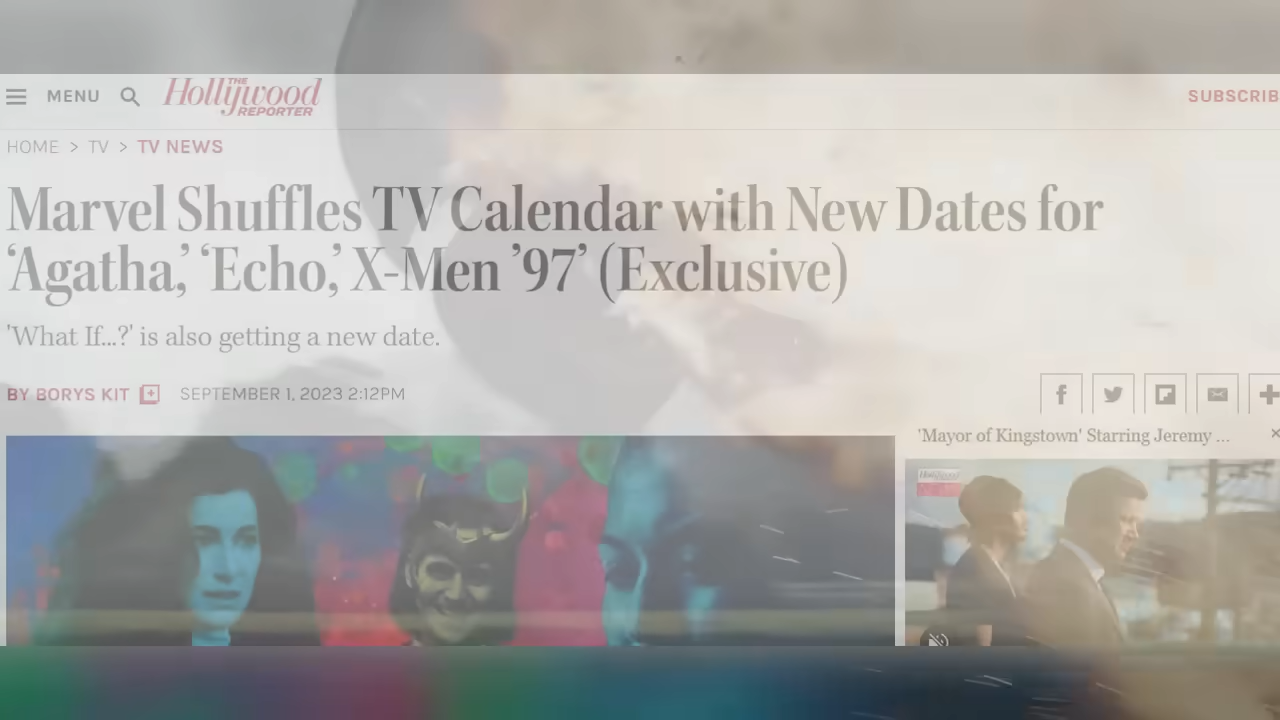 MENU
THE
Hollywood
REPORTER
SUBSCRIB
HOME > TV > TV NEWS
Marvel Shuffles TV Calendar with New Dates for
‘Agatha,’ ‘Echo,’ X-Men ’97’ (Exclusive)
'What If...?' is also getting a new date.
BY BORYS KIT
SEPTEMBER 1, 2023 2:12PM
'Mayor of Kingstown' Starring Jeremy ...
Hollywood